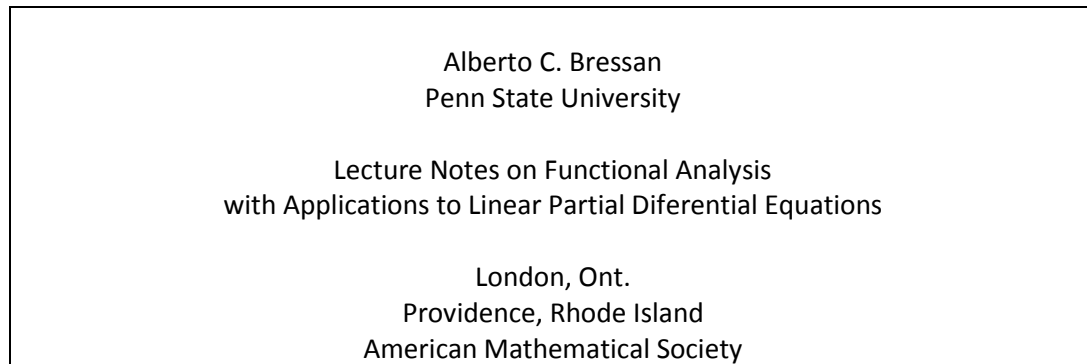 Alberto C. Bressan
Penn State University
Lecture Notes on Functional Analysis
with Applications to Linear Partial Diferential Equations
London, Ont.
Providence, Rhode Island
American Mathematical Society